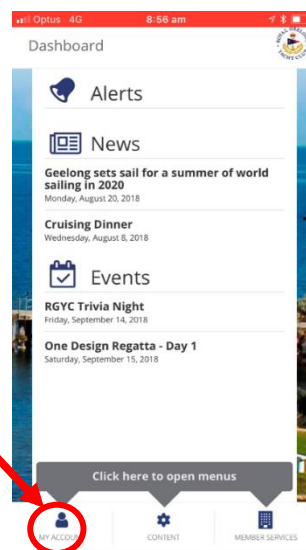 Optus 4G 8:56 am
Dashboard
Alerts
News
Geelong sets sail for a summer of world
sailing in 2020
Monday, August 20, 2018
Cruising Dinner
Wednesday, August 8, 2018
Events
RGYC Trivia Night
Friday, September 14, 2018
One Design Regatta - Day 1
Saturday, September 15, 2018
Click here to open menus
MY ACCOUNT CONTENT MEMBER SERVICES